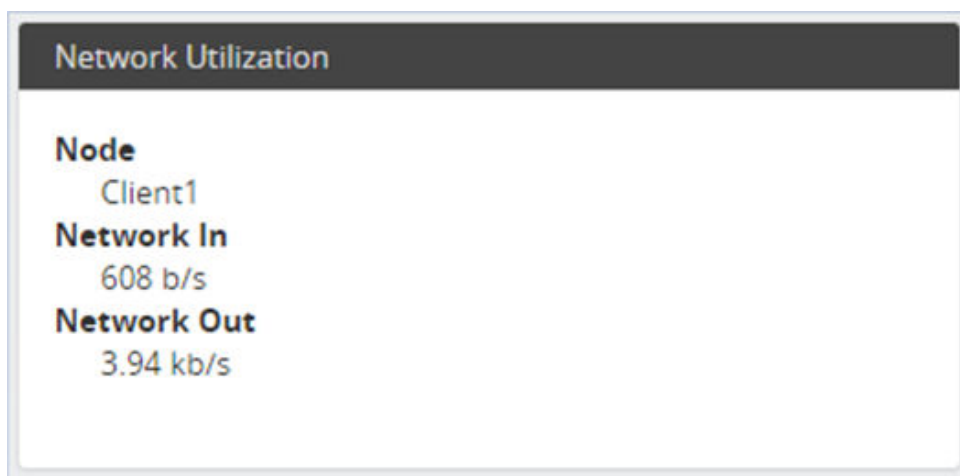 Network Utilization
Node
Client1
Network In
608 b/s
Network Out
3.94 kb/s